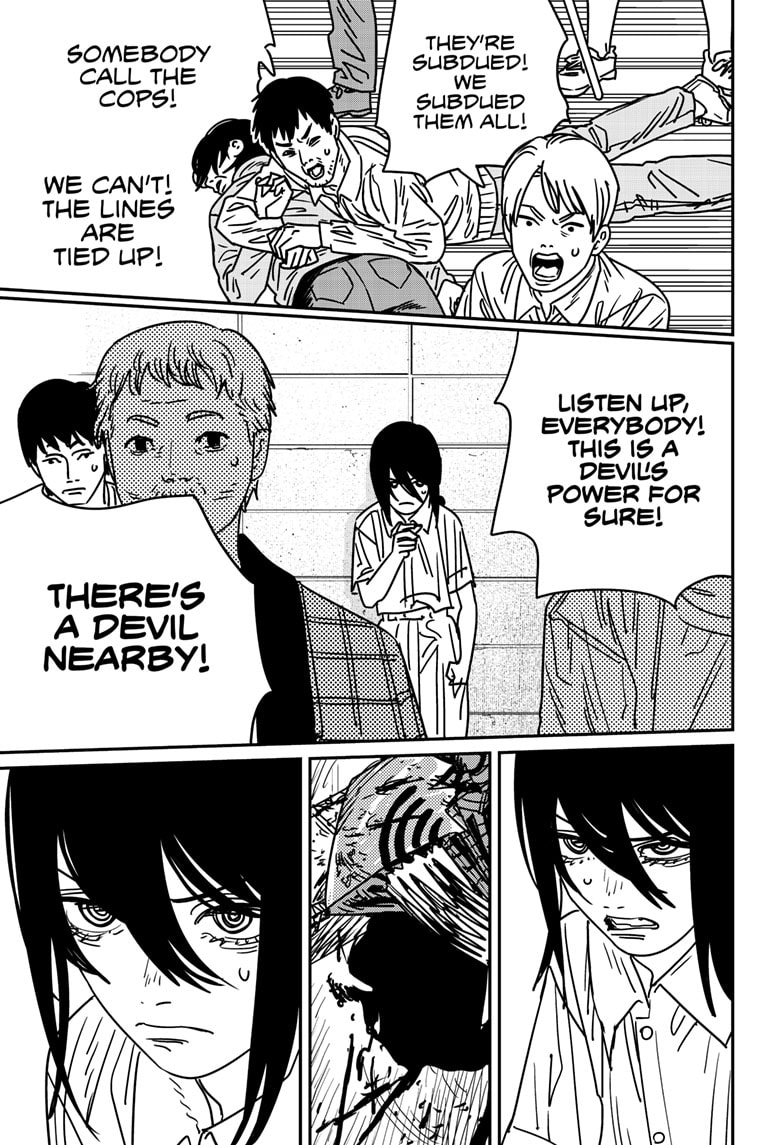 THEY'RE
SUBDUED!
WE
SUBDUED
THEM ALL!
SOMEBODY
CALL THE
COPS!
WE CAN'T!
THE LINES
ARE
TIED UP!
LISTEN UP,
EVERYBODY!
THIS IS A
DEVIL'S
POWER FOR
SURE!
THERE'S
A DEVIL
NEARBY!